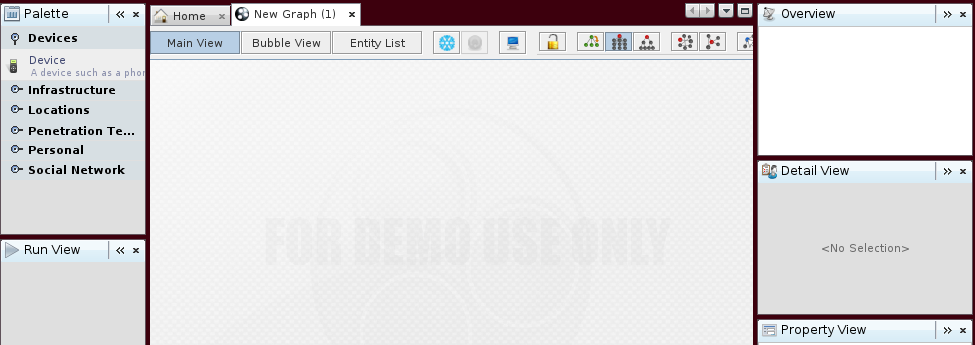 Palette
Devices
Device
A device such as a phon
Infrastructure
Locations
Penetration Te...
Personal
Social Network
Run View
Home
New Graph (1)
Main View
Bubble View
Entity List
FOR DEMO USE ONLY
Overview
Detail View
<No Selection>
Property View